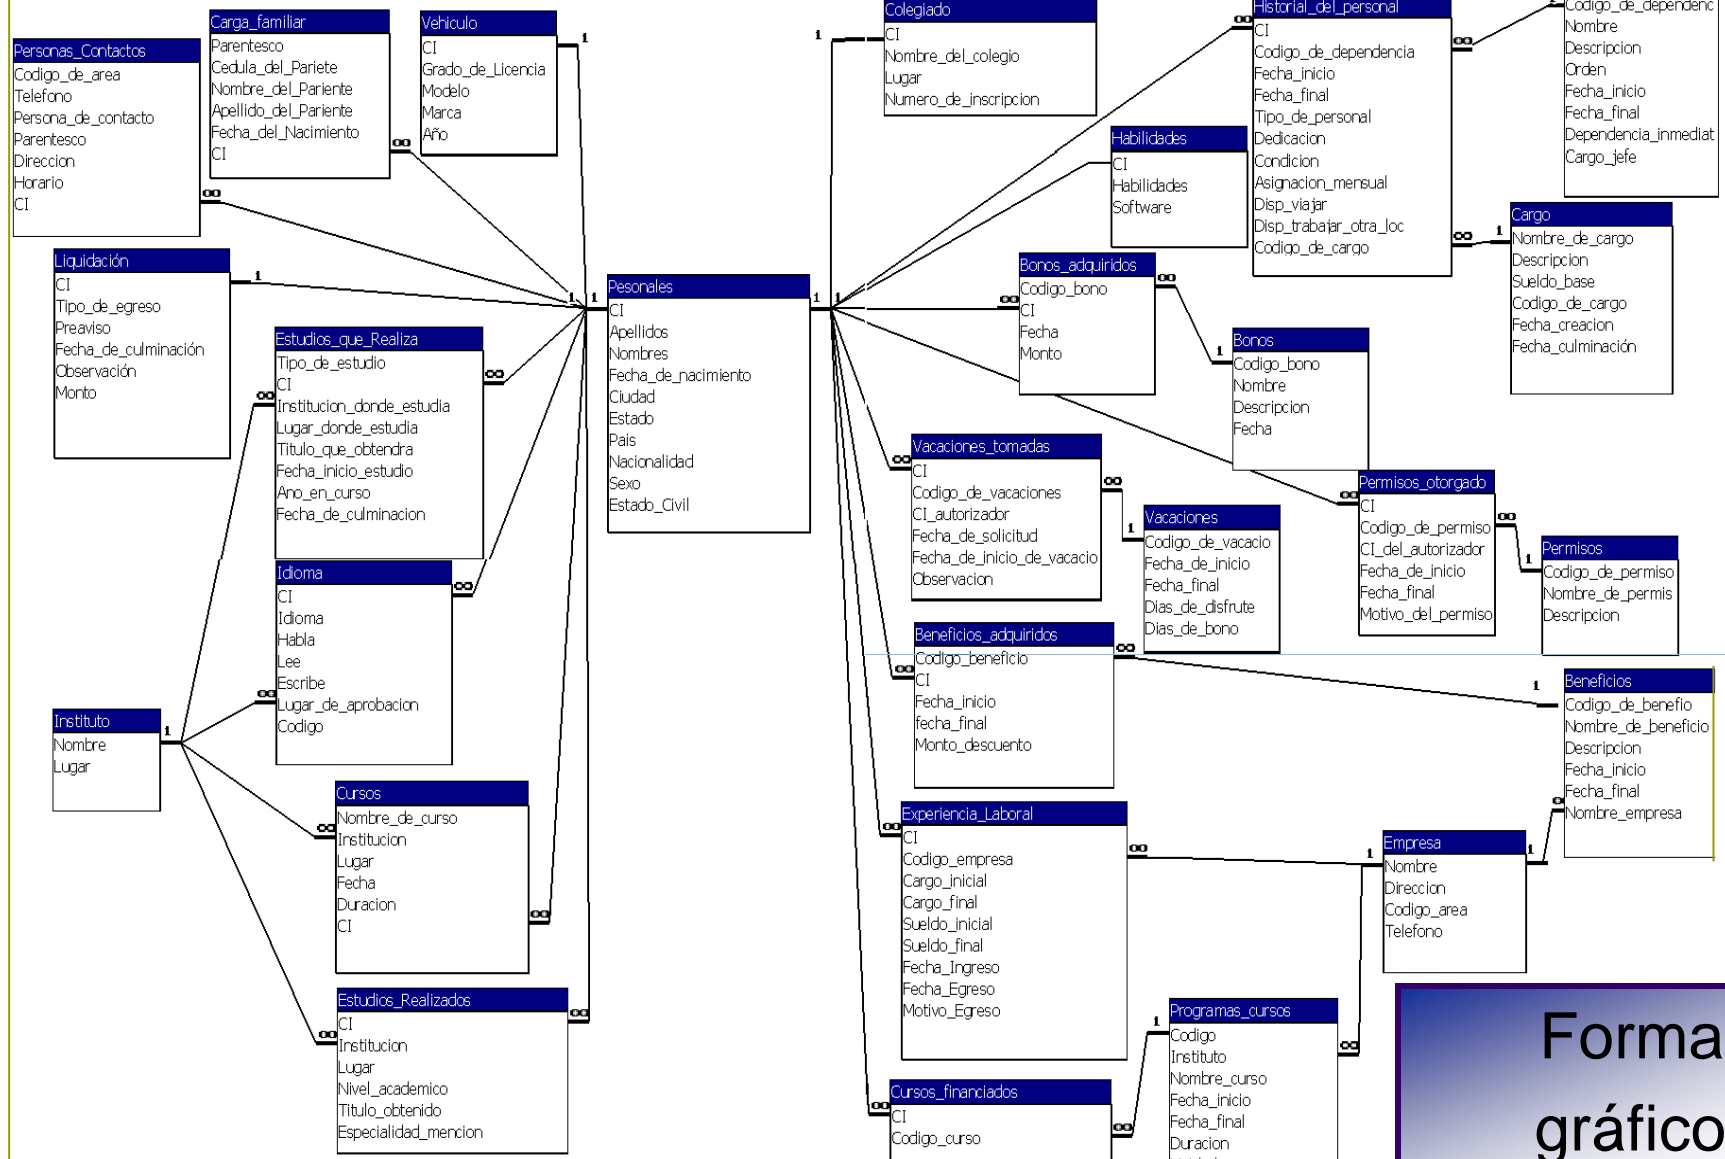 Personas_Contactos
Codigo_de_area
Telefono
Persona_de_contacto
Parentesco
Direccion
Horario
CI
Carga_familiar
Parentesco
Cedula_del_Pariete
Nombre_del_Pariente
Apellido_del_Pariente
Fecha_del_Nacimiento
CI
Vehiculo
CI
Grado_de_Licencia
Modelo
Marca
Año
Liquidación
CI
Tipo_de_egreso
Preaviso
Fecha_de_culminación
Observación
Monto
Estudios_que_Realiza
Tipo_de_estudio
CI
Institucion_donde_estudia
Lugar_donde_estudia
Titulo_que_obtendra
Fecha_inicio_estudio
Ano_en_curso
Fecha_de_culminacion
Idioma
CI
Idioma
Habla
Lee
Escribe
Lugar_de_aprobacion
Codigo
Instituto
Nombre
Lugar
Cursos
Nombre_de_curso
Institucion
Lugar
Fecha
Duracion
CI
Estudios_Realizados
CI
Institucion
Lugar
Nivel_academico
Titulo_obtenido
Especialidad_mencion
Pesonales
CI
Apellidos
Nombres
Fecha_de_nacimiento
Ciudad
Estado
Pais
Nacionalidad
Sexo
Estado_Civil
Colegiado
CI
Nombre_del_colegio
Lugar
Numero_de_inscripcion
Habilidades
CI
Habilidades
Software
Historial_del_personal
CI
Codigo_de_dependencia
Fecha_inicio
Fecha_final
Tipo_de_personal
Dedicacion
Condicion
Asignacion_mensual
Disp_viajar
Disp_trabajar_otra_loc
Codigo_de_cargo
Codigo_de_dependenc
Nombre
Descripcion
Orden
Fecha_inicio
Fecha_final
Dependencia_inmediat
Cargo_jefe
Cargo
Nombre_de_cargo
Descripcion
Sueldo_base
Codigo_de_cargo
Fecha_creacion
Fecha_culminación
Bonos_adquiridos
Codigo_bono
CI
Fecha
Monto
Bonos
Codigo_bono
Nombre
Descripcion
Fecha
Vacaciones_tomadas
CI
Codigo_de_vacaciones
CI_autorizador
Fecha_de_solicitud
Fecha_de_inicio_de_vacacio
Observacion
Vacaciones
Codigo_de_vacacio
Fecha_de_inicio
Fecha_final
Dias_de_disfrute
Dias_de_bono
Permisos_otorgado
CI
Codigo_de_permiso
CI_del_autorizador
Fecha_de_inicio
Fecha_final
Motivo_del_permiso
Permisos
Codigo_de_permiso
Nombre_de_permis
Descripcion
Beneficios_adquiridos
Codigo_beneficio
CI
Fecha_inicio
fecha_final
Monto_descuento
Beneficios
Codigo_de_benefio
Nombre_de_beneficio
Descripcion
Fecha_inicio
Fecha_final
Nombre_empresa
Experiencia_Laboral
CI
Codigo_empresa
Cargo_inicial
Cargo_final
Sueldo_inicial
Sueldo_final
Fecha_Ingreso
Fecha_Egreso
Motivo_Egreso
Empresa
Nombre
Direccion
Codigo_area
Telefono
Programas_cursos
Codigo
Instituto
Nombre_curso
Fecha_inicio
Fecha_final
Duracion
Cursos_financiados
CI
Codigo_curso
Forma
gráfico